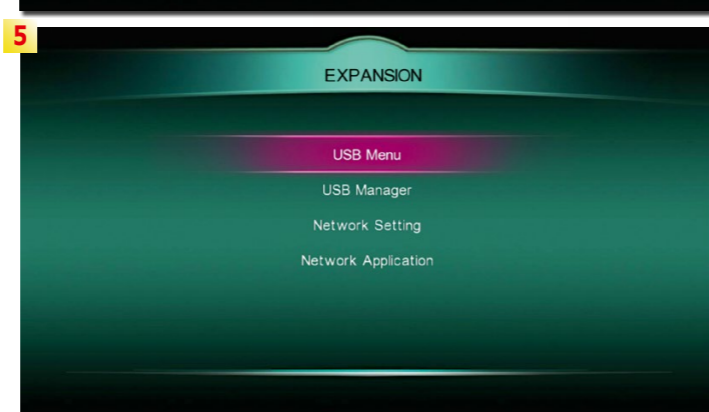 5
EXPANSION
USB Menu
USB Manager
Network Setting
Network Application